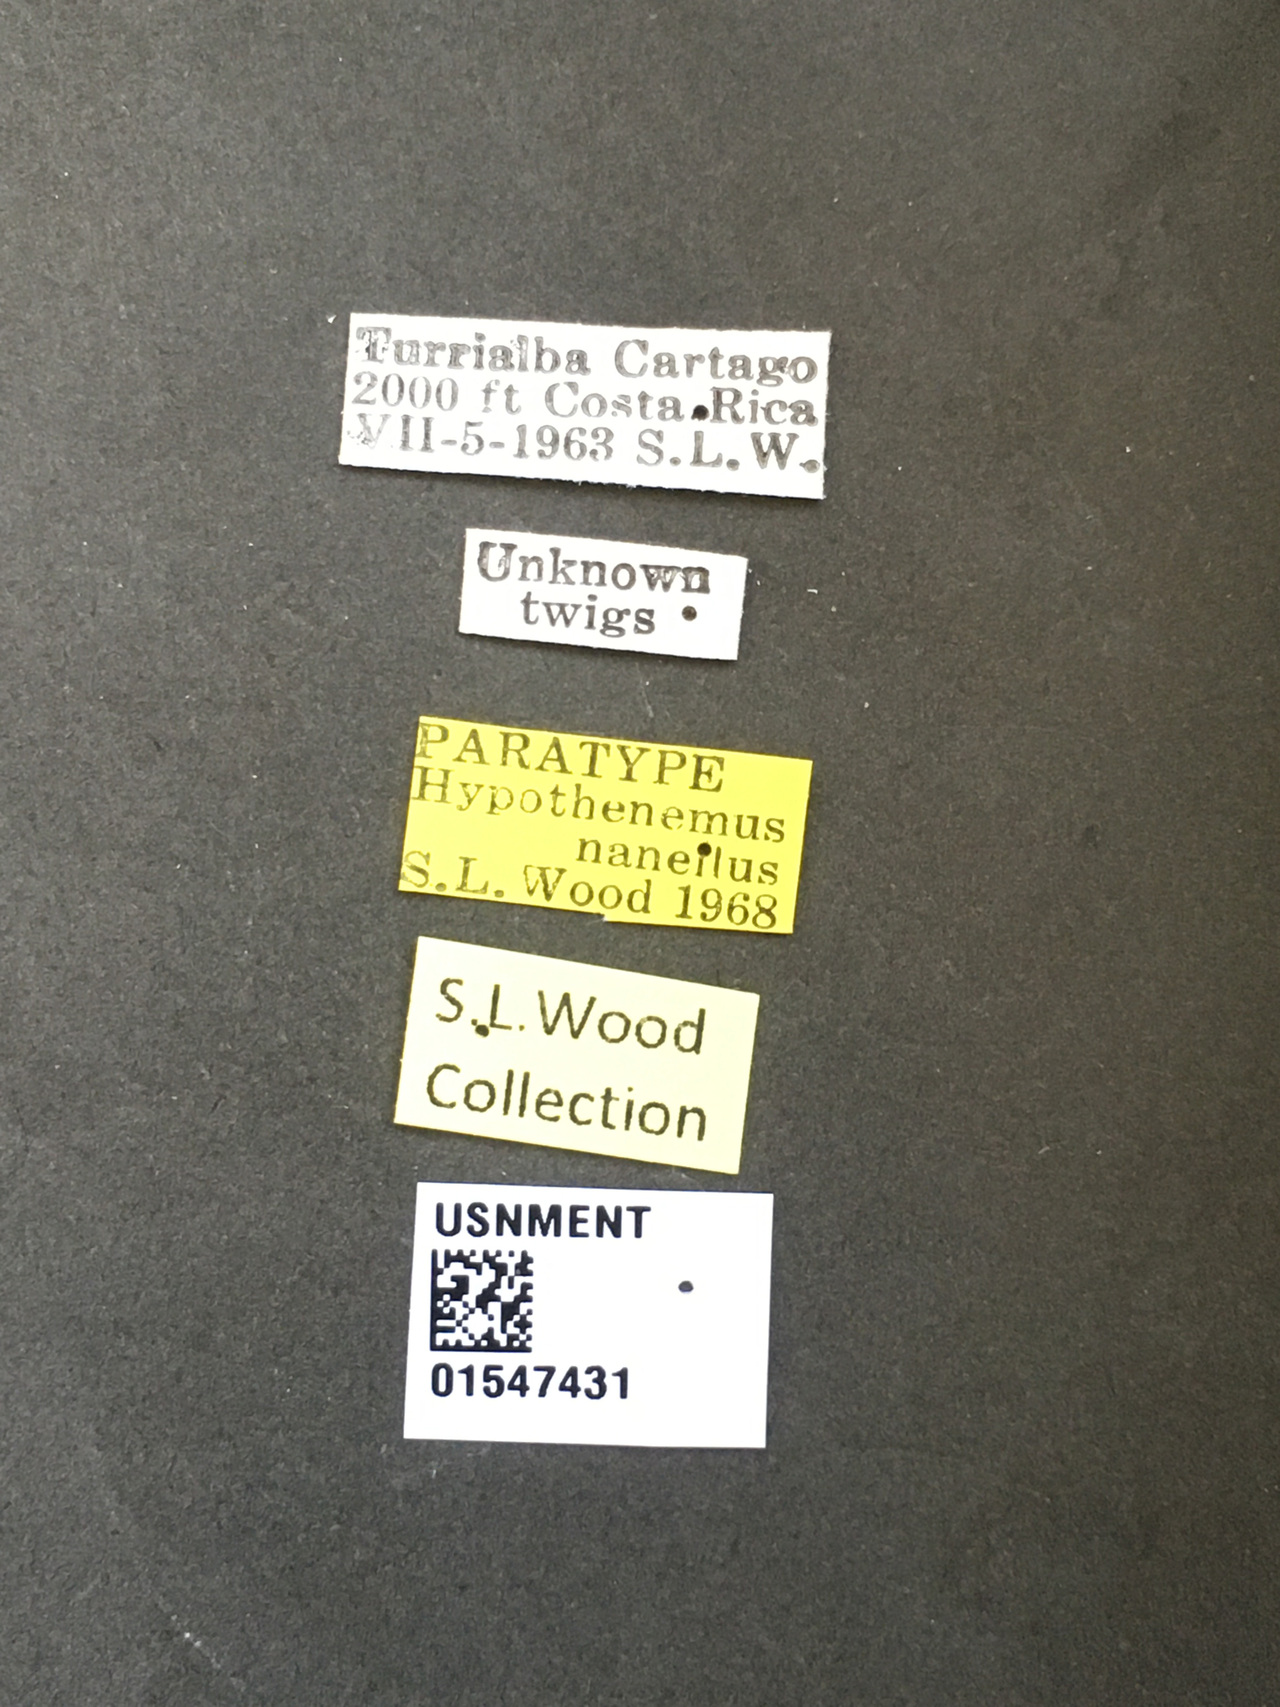 Turrialba Cartago
2000 ft Costa Rica
VII-5-1963 S.L.W.
Unknown
twigs
PARATYPE
Hypothenemus
nanellus
S.L. Wood 1968
S.L. Wood
Collection
USNMENT
01547431